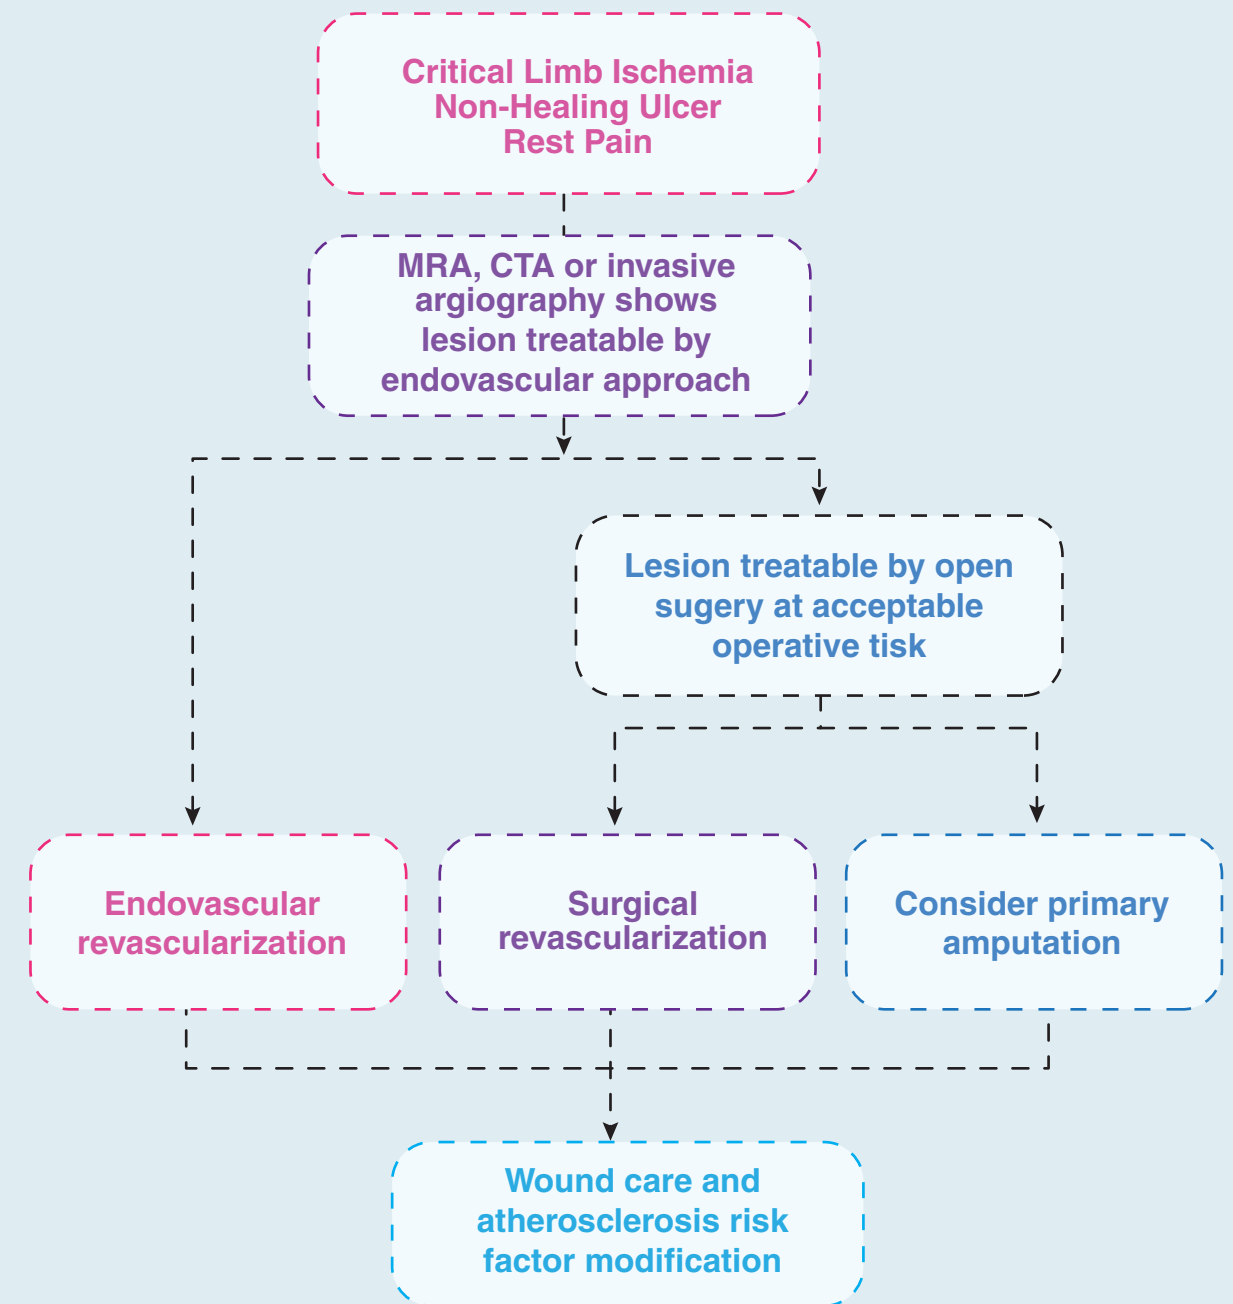 Critical Limb Ischemia
Non-Healing Ulcer
Rest Pain
MRA, CTA or invasive
argiography shows
lesion treatable by
endovascular approach
Lesion treatable by open
sugery at acceptable
operative tisk
Endovascular
revascularization
Surgical
revascularization
Consider primary
amputation
Wound care and
atherosclerosis risk
factor modification